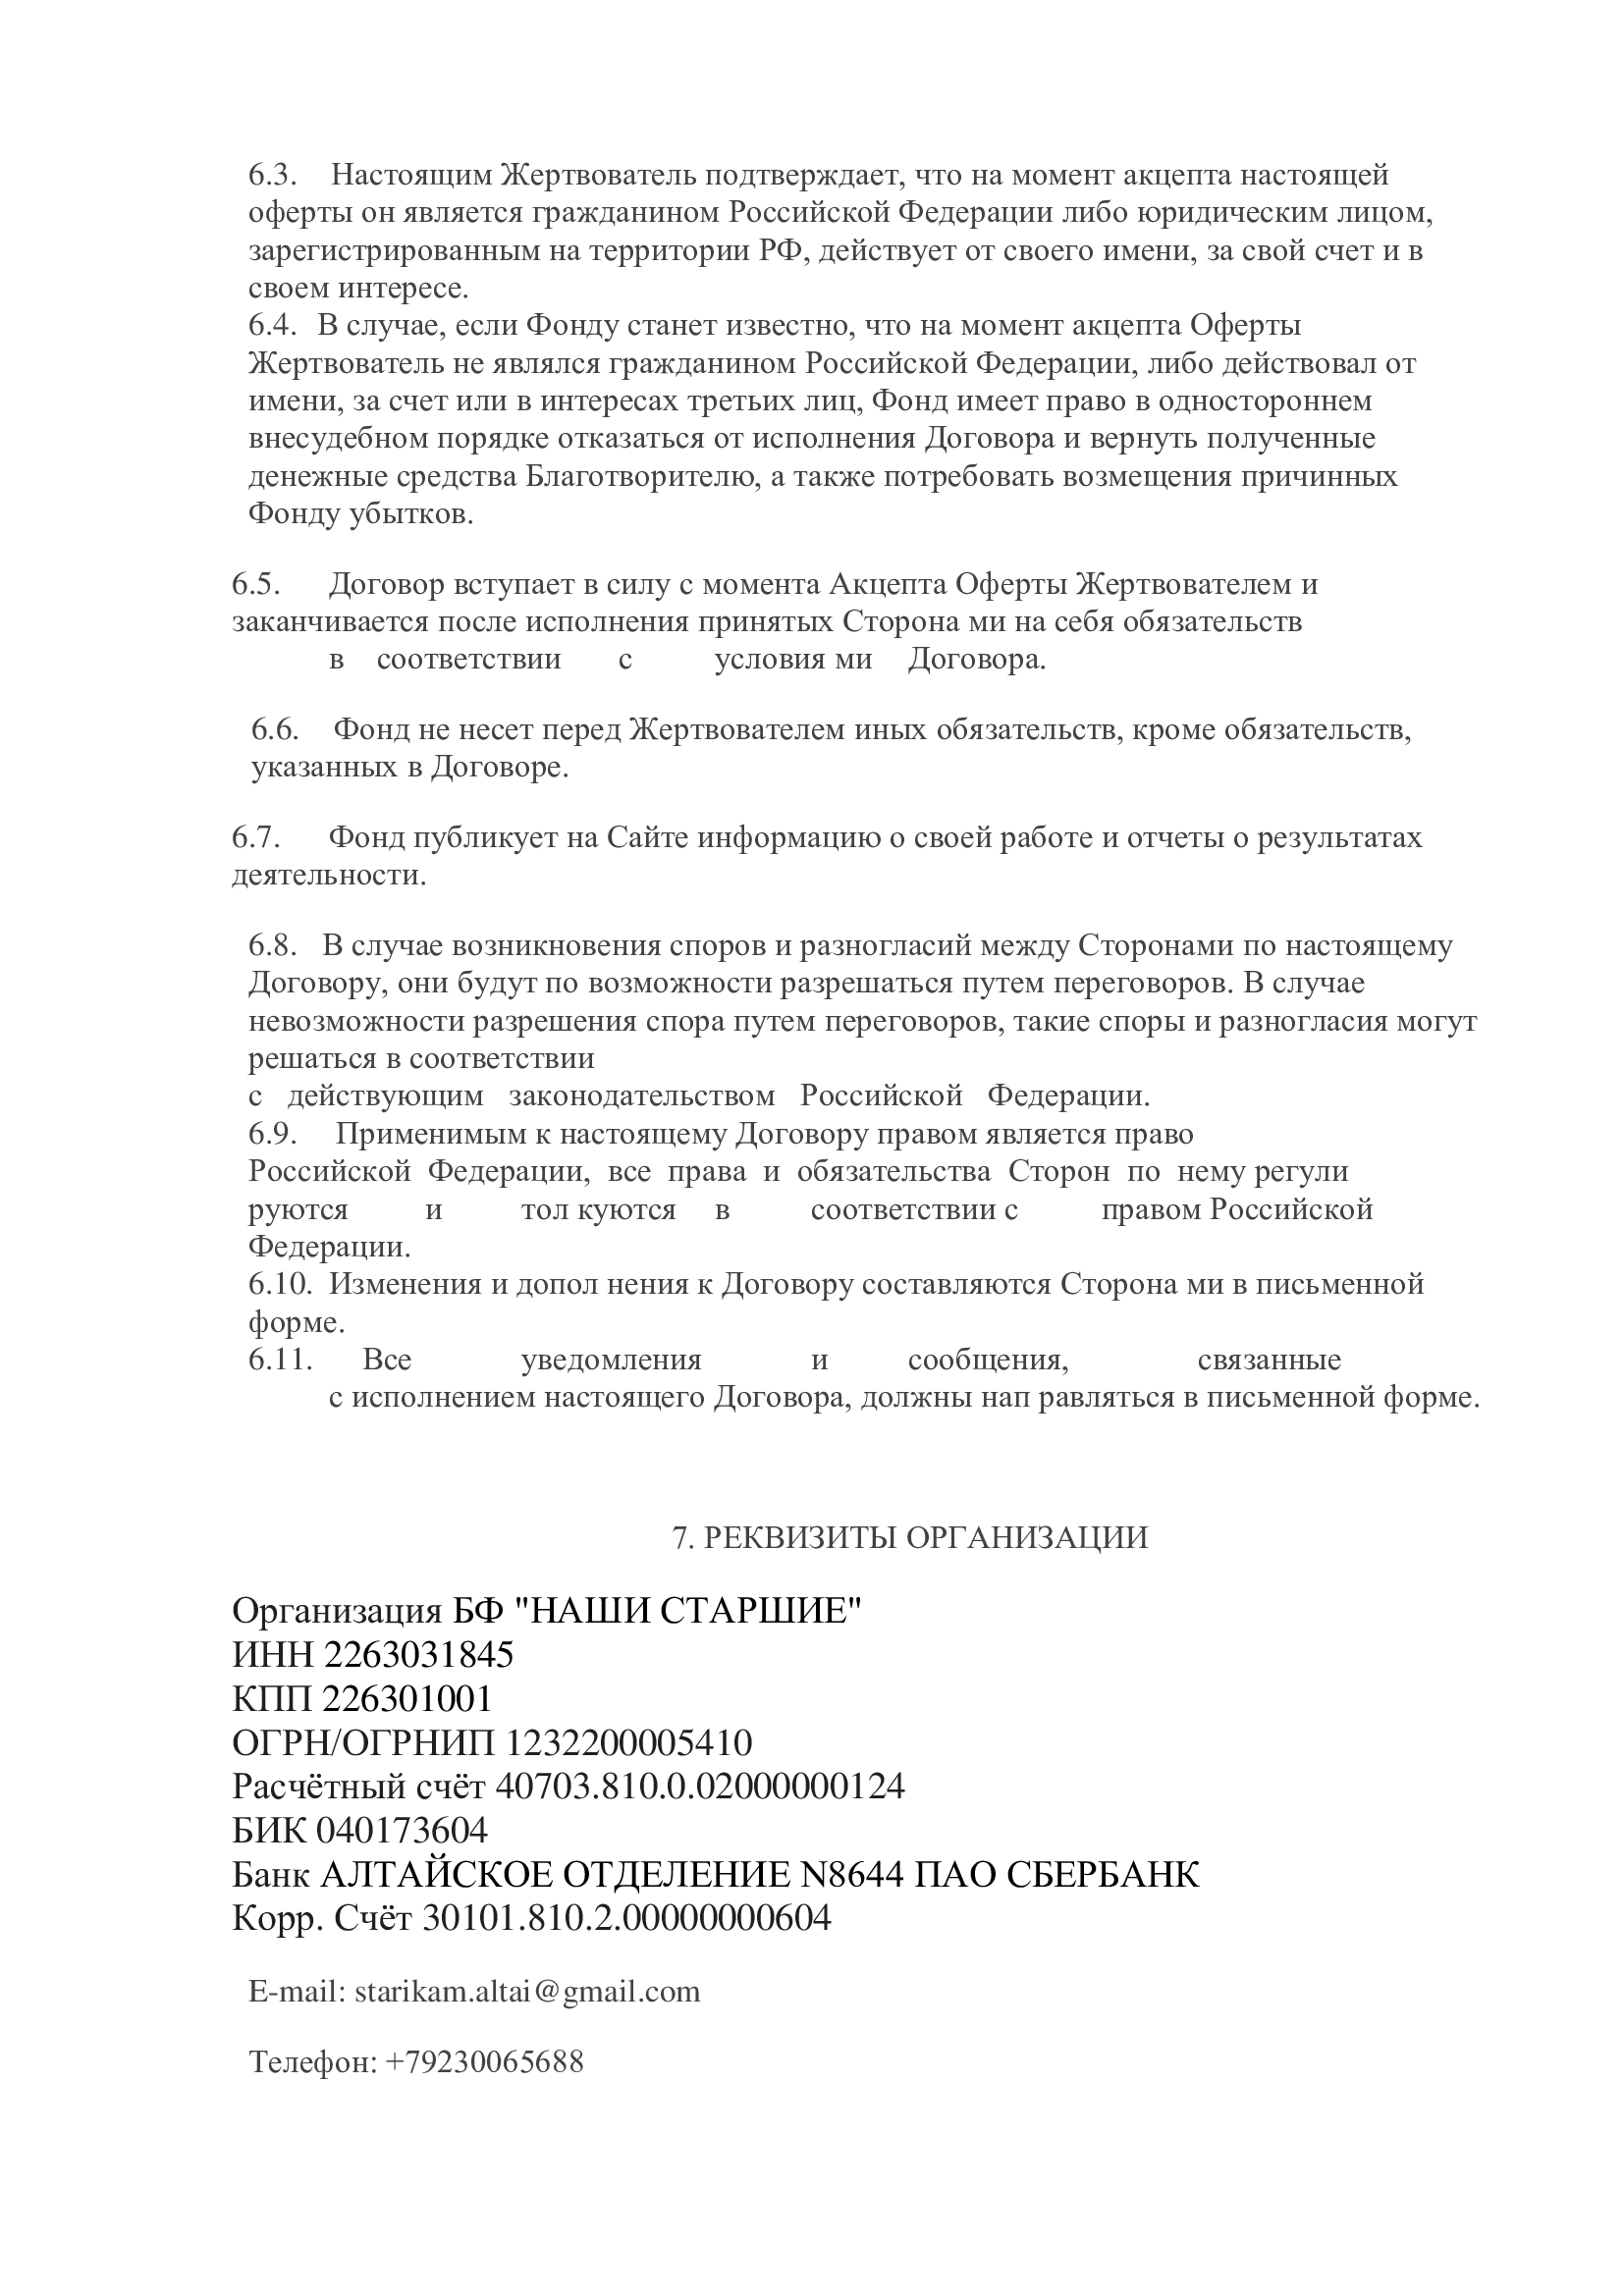 6.3. Настоящим Жертвователь подтверждает, что на момент акцепта настоящей
оферты он является гражданином Российской Федерации либо юридическим лицом,
зарегистрированным на территории РФ, действует от своего имени, за свой счет и в
своем интересе.
6.4. В случае, если Фонду станет известно, что на момент акцепта Оферты
Жертвователь не являлся гражданином Российской Федерации, либо действовал от
имени, за счет или в интересах третьих лиц, Фонд имеет право в одностороннем
внесудебном порядке отказаться от исполнения Договора и вернуть полученные
денежные средства Благотворителю, а также потребовать возмещения причинных
Фонду убытков.
6.5. Договор вступает в силу с момента Акцепта Оферты Жертвователем и
заканчивается после исполнения принятых Сторона ми на себя обязательств
в соответствии с условия ми Договора.
6.6. Фонд не несет перед Жертвователем иных обязательств, кроме обязательств,
указанных в Договоре.
6.7. Фонд публикует на Сайте информацию о своей работе и отчеты о результатах
деятельности.
6.8. В случае возникновения споров и разногласий между Сторонами по настоящему
Договору, они будут по возможности разрешаться путем переговоров. В случае
невозможности разрешения спора путем переговоров, такие споры и разногласия могут
решаться в соответствии
с действующим законодательством Российской Федерации.
6.9. Применимым к настоящему Договору правом является право
Российской Федерации, все права и обязательства Сторон по нему регули
руются и тол куются в соответствии с правом Российской
Федерации.
6.10. Изменения и допол нения к Договору составляются Сторона ми в письменной
форме.
6.11. Все уведомления и сообщения, связанные
с исполнением настоящего Договора, должны нап равляться в письменной форме.
7. РЕКВИЗИТЫ ОРГАНИЗАЦИИ
Организация БФ "НАШИ СТАРШИЕ"
ИНН 2263031845
КПП 226301001
ОГРН/ОГРНИП 1232200005410
Расчётный счёт 40703.810.0.02000000124
БИК 040173604
Банк АЛТАЙСКОЕ ОТДЕЛЕНИЕ N8644 ПАО СБЕРБАНК
Корр. Счёт 30101.810.2.00000000604
E-mail: starikam.altai@gmail.com
Телефон: +79230065688